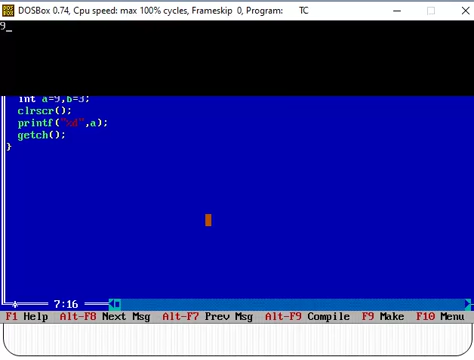 DOSBox 0.74, Cpu speed: max 100% cycles, Frameskip 0, Program: TC
9_
int a=9,b=3;
clrscr();
printf("%d",a);
getch();
}
7:16
F1 Help Alt-F8 Next Msg Alt-F7 Prev Msg Alt-F9 Compile F9 Make F10 Menu